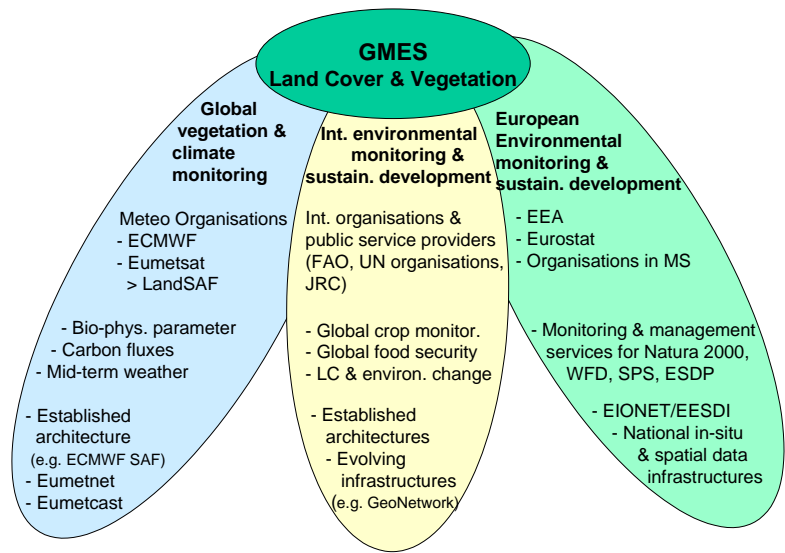 GMES
Land Cover & Vegetation
Global
vegetation &
climate
monitoring
Meteo Organisations
- ECMWF
- Eumetsat
> LandSAF
- Bio-phys. parameter
- Carbon fluxes
- Mid-term weather
- Established
architecture
(e.g. ECMWF SAF)
- Eumetnet
- Eumetcast
Int. environmental
monitoring &
sustain. development
Int. organisations &
public service providers
(FAO, UN organisations,
JRC)
- Global crop monitor.
- Global food security
- LC & environ. change
- Established
architectures
- Evolving
infrastructures
(e.g. GeoNetwork)
European
Environmental
monitoring &
sustain. development
- EEA
- Eurostat
- Organisations in MS
- Monitoring & management
services for Natura 2000,
WFD, SPS, ESDP
- EIONET/EESDI
- National in-situ
& spatial data
infrastructures